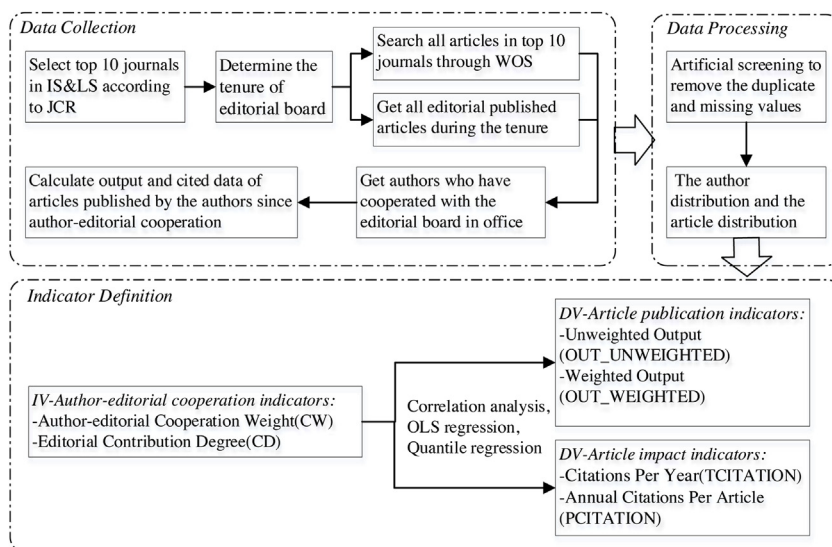 Data Collection
Select top 10 journals
in IS&LS according
to JCR
Determine the
tenure of
editorial board
Search all articles in top 10
journals through WOS
Get all editorial published
articles during the tenure
Calculate output and cited data of
articles published by the authors since
author-editorial cooperation
Get authors who have
cooperated with the
editorial board in office
Data Processing
Artificial screening to
remove the duplicate
and missing values
The author
distribution and the
article distribution
Indicator Definition
IV-Author-editorial cooperation indicators:
-Author-editorial Cooperation Weight(CW)
-Editorial Contribution Degree(CD)
Correlation analysis,
OLS regression,
Quantile regression
DV-Article publication indicators:
-Unweighted Output
(OUT_UNWEIGHTED)
-Weighted Output
(OUT_WEIGHTED)
DV-Article impact indicators:
-Citations Per Year(TCITATION)
-Annual Citations Per Article
(PCITATION)